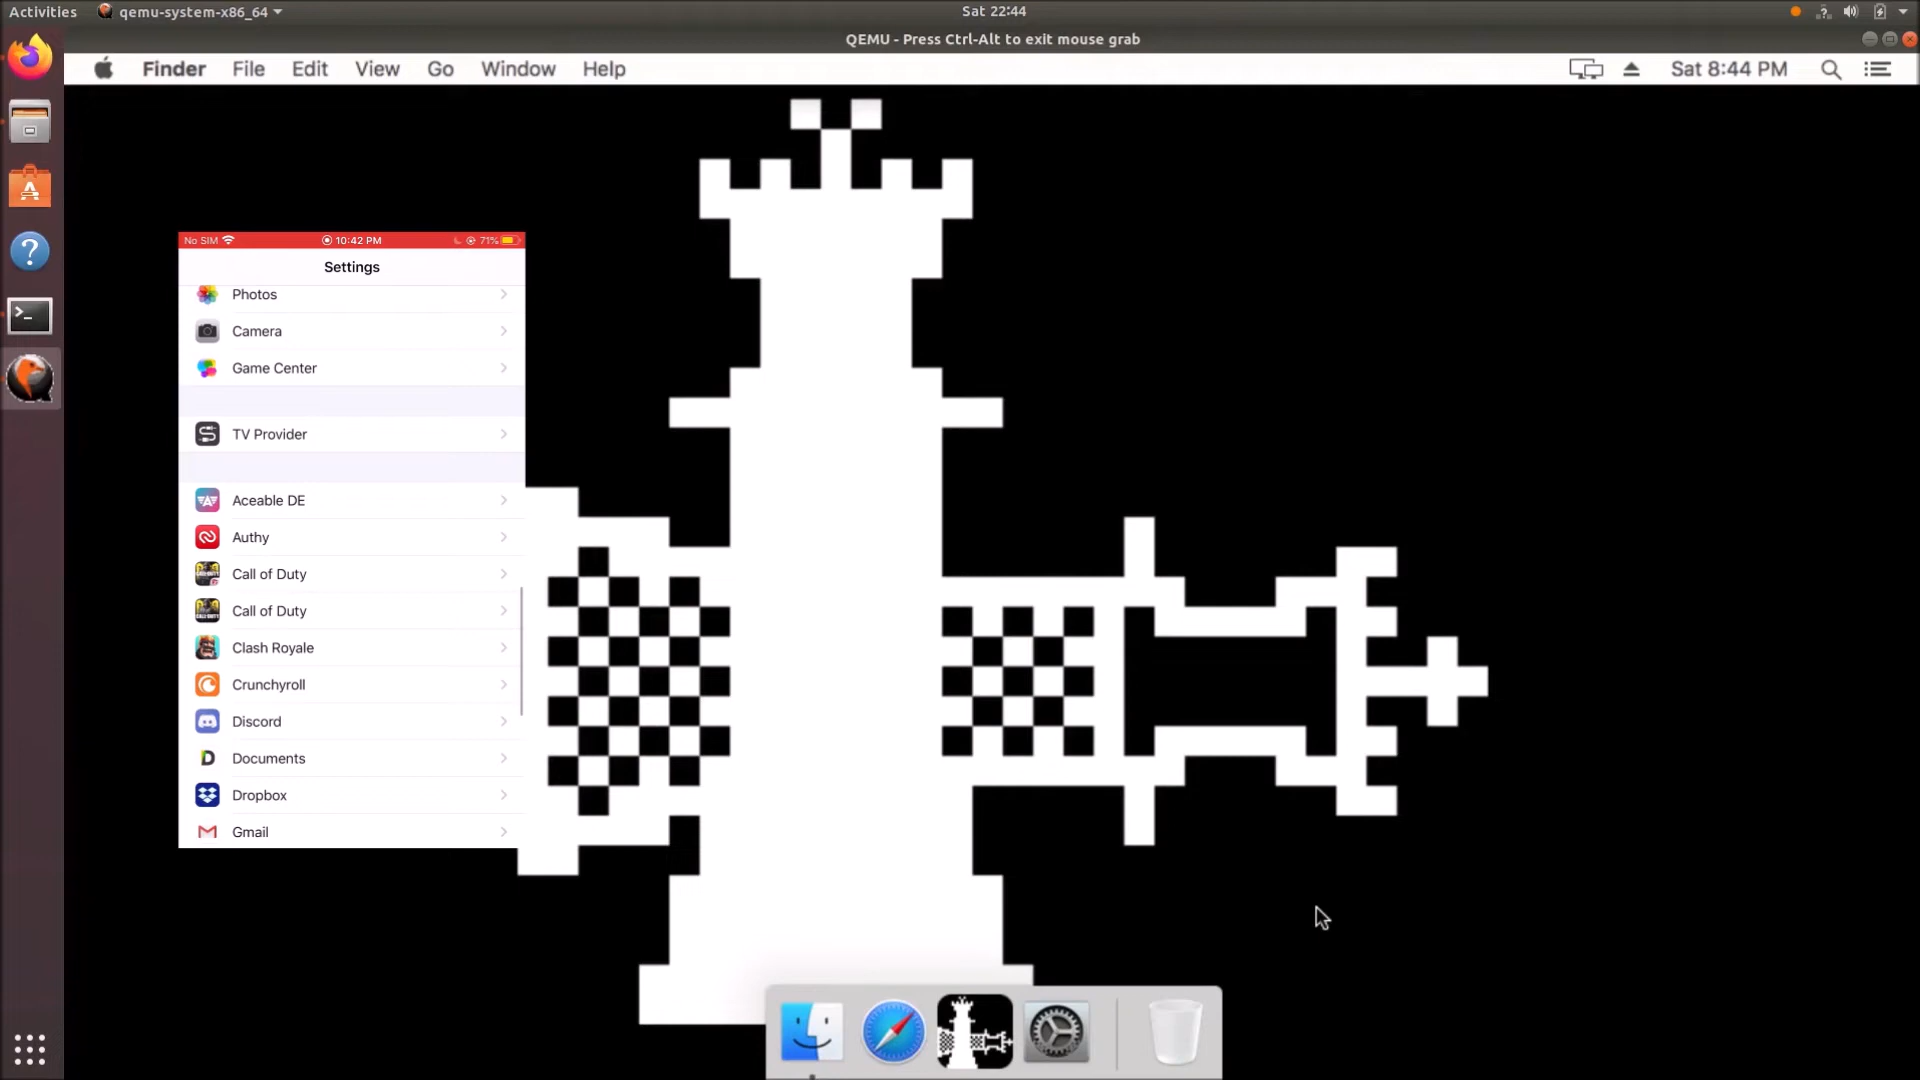 Activities qemu-system-x86_64 Sat 22:44
QEMU - Press Ctrl-Alt to exit mouse grab
Finder File Edit View Go Window Help Sat 8:44 PM
No SIM 10:42 PM 71%
Settings
Photos
Camera
Game Center
TV Provider
Aceable DE
Authy
Call of Duty
Call of Duty
Clash Royale
Crunchyroll
Discord
Documents
Dropbox
Gmail